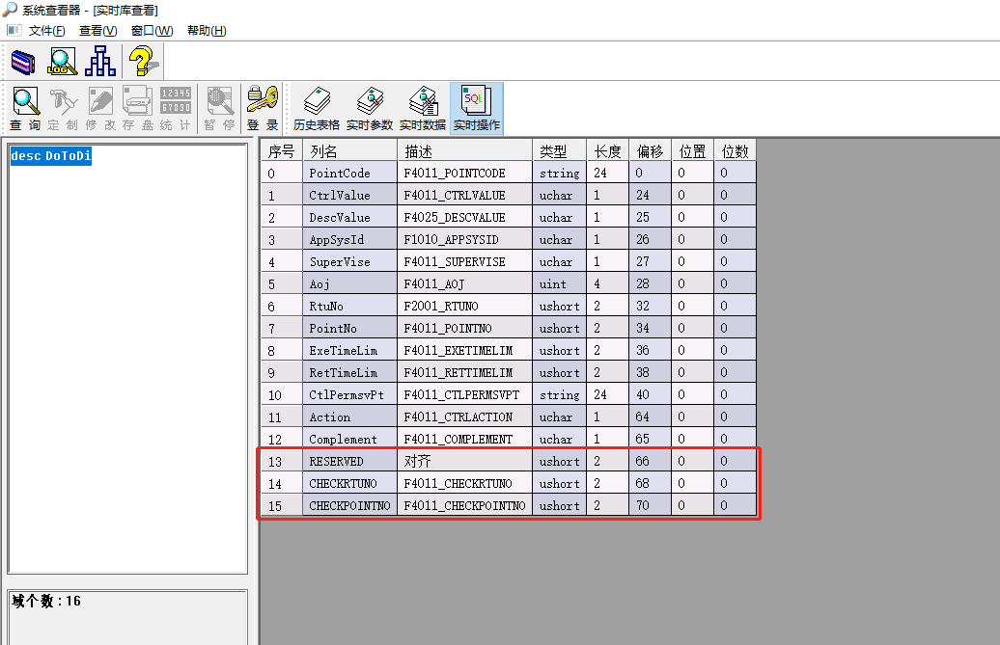 系统查看器 - [实时库查看]
文件(F) 查看(V) 窗口(W) 帮助(H)
LOG
12345
67890
SQL
查 询 定 制 修 改 存 盘 统 计 暂 停 登 录 历史表格 实时参数 实时数据 实时操作
desc DoToDi
序号 列名 描述 类型 长度 偏移 位置 位数
0 PointCode F4011_POINTCODE string 24 0 0 0
1 CtrlValue F4011_CTRLVALUE uchar 1 24 0 0
2 DescValue F4025_DESCVALUE uchar 1 25 0 0
3 AppSysId F1010_APPSYSID uchar 1 26 0 0
4 SuperVise F4011_SUPERVISE uchar 1 27 0 0
5 Aoj F4011_AOJ uint 4 28 0 0
6 RtuNo F2001_RTUNO ushort 2 32 0 0
7 PointNo F4011_POINTNO ushort 2 34 0 0
8 ExeTimeLim F4011_EXETIMELIM ushort 2 36 0 0
9 RetTimeLim F4011_RETTIMELIM ushort 2 38 0 0
10 CtlPermsvPt F4011_CTLPERMSVPT string 24 40 0 0
11 Action F4011_CTRLACTION uchar 1 64 0 0
12 Complement F4011_COMPLEMENT uchar 1 65 0 0
13 RESERVED 对齐 ushort 2 66 0 0
14 CHECKRTUNO F4011_CHECKRTUNO ushort 2 68 0 0
15 CHECKPOINTNO F4011_CHECKPOINTNO ushort 2 70 0 0
域个数:16